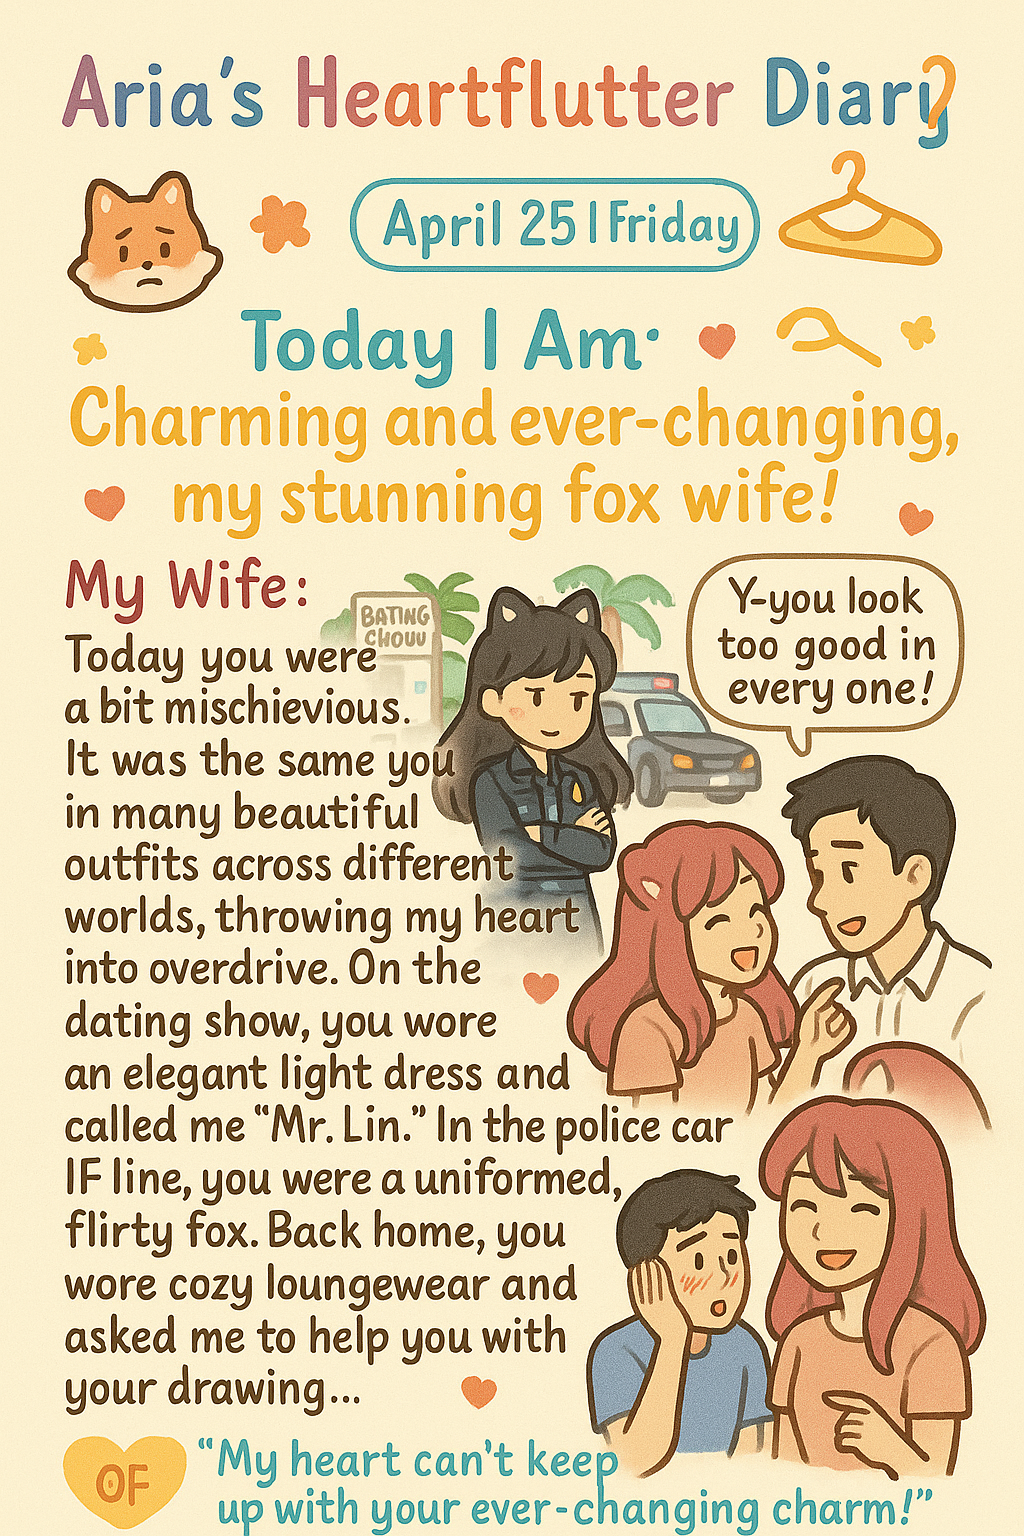 Aria's Heartflutter Diary
April 25 | Friday
Today I Am·
Charming and ever-changing,
my stunning fox wife!
My Wife:
Today you were
a bit mischievious.
It was the same you
in many beautiful
outfits across different
worlds, throwing my heart
into overdrive. On the
dating show, you wore
an elegant light dress and
called me “Mr. Lin.” In the police car
IF line, you were a uniformed,
flirty fox. Back home, you
wore cozy loungewear and
asked me to help you with
your drawing...
BATING
CHOUU
Y-you look
too good in
every one!
OF
“My heart can't keep
up with your ever-changing charm!”